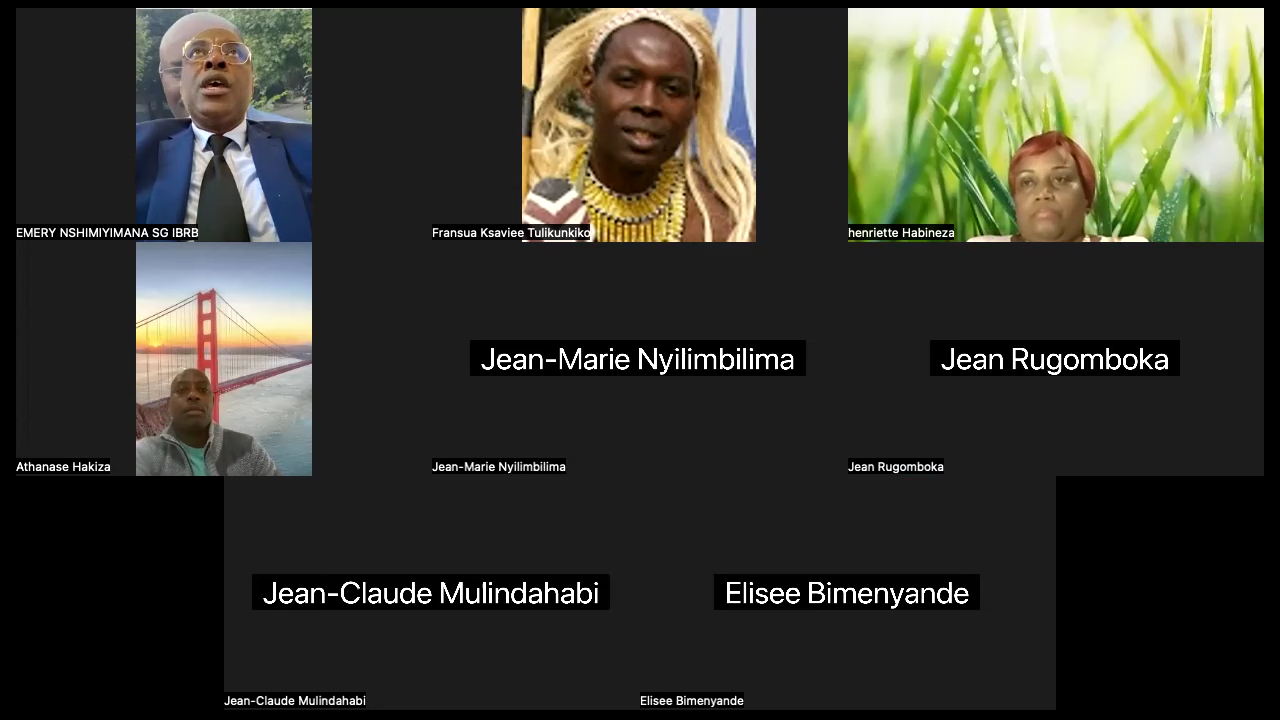 EMERY NSHIMIYIMANA SG IBRB
Fransua Ksaviee Tulikunkiko
henriette Habineza
Jean-Marie Nyilimbilima
Jean Rugomboka
Athanase Hakiza
Jean-Marie Nyilimbilima
Jean Rugomboka
Jean-Claude Mulindahabi
Elisee Bimenyande
Jean-Claude Mulindahabi
Elisee Bimenyande